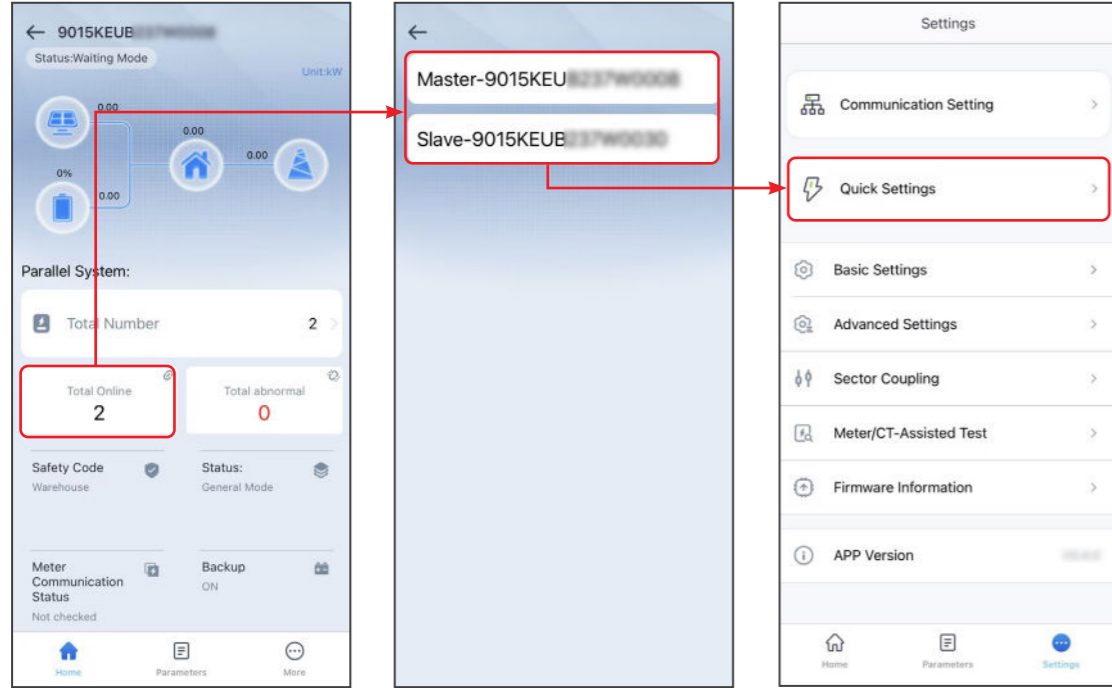 9015KEUB
Status:Waiting Mode
Unit:kW
0.00
0.00
0.00
0%
0.00
Parallel System:
Total Number 2
Total Online
2
Total abnormal
0
Safety Code
Warehouse
Status:
General Mode
Meter
Communication
Status
Not checked
Backup
ON
Home
Parameters
More
Master-9015KEU
Slave-9015KEUB
Settings
Communication Setting
Quick Settings
Basic Settings
Advanced Settings
Sector Coupling
Meter/CT-Assisted Test
Firmware Information
APP Version
Home
Parameters
Settings